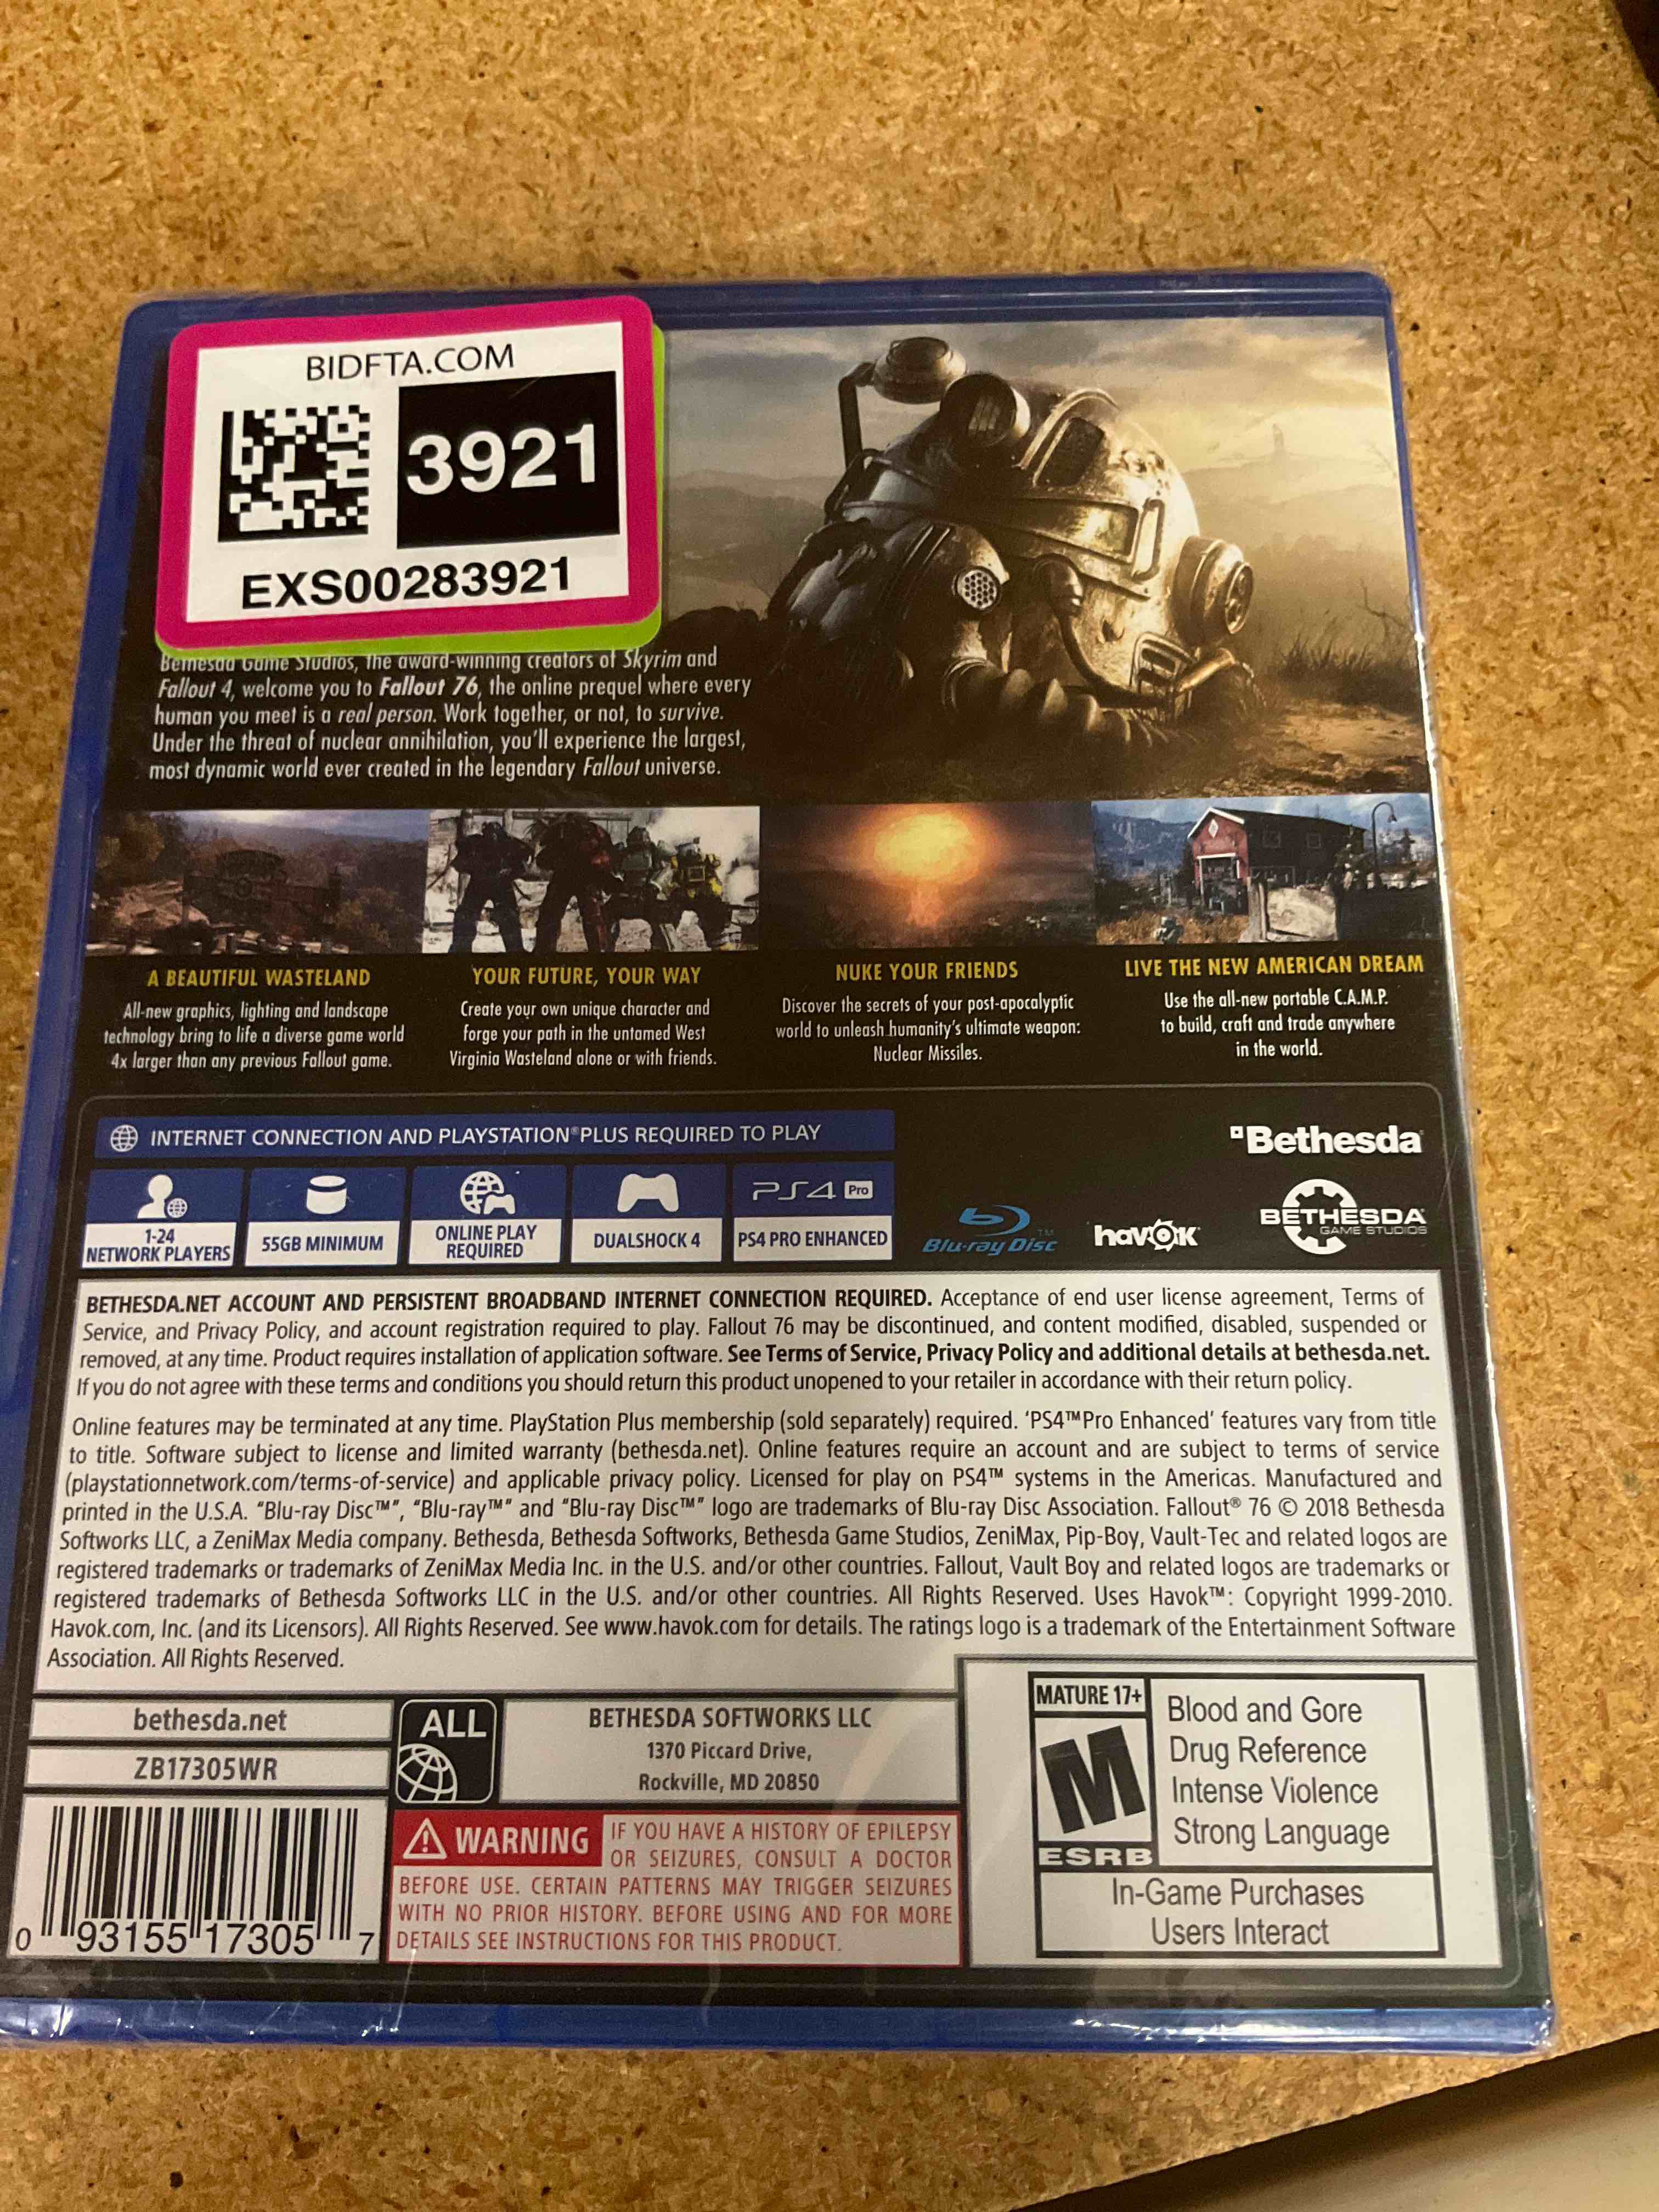 BIDFTA.COM
3921
EXS00283921
Bethesda Game Studios, the award-winning creators of Skyrim and
Fallout 4, welcome you to Fallout 76, the online prequel where every
human you meet is a real person. Work together, or not, to survive.
Under the threat of nuclear annihilation, you'll experience the largest,
most dynamic world ever created in the legendary Fallout universe.
A BEAUTIFUL WASTELAND
All-new graphics, lighting and landscape
technology bring to life a diverse game world
4x larger than any previous Fallout game.
YOUR FUTURE, YOUR WAY
Create your own unique character and
forge your path in the untamed West
Virginia Wasteland alone or with friends.
NUKE YOUR FRIENDS
Discover the secrets of your post-apocalyptic
world to unleash humanity's ultimate weapon:
Nuclear Missiles.
LIVE THE NEW AMERICAN DREAM
Use the all-new portable C.A.M.P.
to build, craft and trade anywhere
in the world.
INTERNET CONNECTION AND PLAYSTATION®PLUS REQUIRED TO PLAY
1-24
NETWORK PLAYERS
55GB MINIMUM
ONLINE PLAY
REQUIRED
DUALSHOCK 4
PS4 Pro
PS4 PRO ENHANCED
Blu-ray Disc™
havok
Bethesda
BETHESDA
GAME STUDIOS
BETHESDA.NET ACCOUNT AND PERSISTENT BROADBAND INTERNET CONNECTION REQUIRED. Acceptance of end user license agreement, Terms of
Service, and Privacy Policy, and account registration required to play. Fallout 76 may be discontinued, and content modified, disabled, suspended or
removed, at any time. Product requires installation of application software. See Terms of Service, Privacy Policy and additional details at bethesda.net.
If you do not agree with these terms and conditions you should return this product unopened to your retailer in accordance with their return policy.
Online features may be terminated at any time. PlayStation Plus membership (sold separately) required. 'PS4™Pro Enhanced' features vary from title
to title. Software subject to license and limited warranty (bethesda.net). Online features require an account and are subject to terms of service
(playstationnetwork.com/terms-of-service) and applicable privacy policy. Licensed for play on PS4™ systems in the Americas. Manufactured and
printed in the U.S.A. “Blu-ray Disc™”, “Blu-ray™” and “Blu-ray Disc™” logo are trademarks of Blu-ray Disc Association. Fallout® 76 © 2018 Bethesda
Softworks LLC, a ZeniMax Media company. Bethesda, Bethesda Softworks, Bethesda Game Studios, ZeniMax, Pip-Boy, Vault-Tec and related logos are
registered trademarks or trademarks of ZeniMax Media Inc. in the U.S. and/or other countries. Fallout, Vault Boy and related logos are trademarks or
registered trademarks of Bethesda Softworks LLC in the U.S. and/or other countries. All Rights Reserved. Uses Havok™: Copyright 1999-2010.
Havok.com, Inc. (and its Licensors). All Rights Reserved. See www.havok.com for details. The ratings logo is a trademark of the Entertainment Software
Association. All Rights Reserved.
bethesda.net
ZB17305WR
ALL
BETHESDA SOFTWORKS LLC
1370 Piccard Drive,
Rockville, MD 20850
0 93155 17305 7
WARNING IF YOU HAVE A HISTORY OF EPILEPSY
OR SEIZURES, CONSULT A DOCTOR
BEFORE USE. CERTAIN PATTERNS MAY TRIGGER SEIZURES
WITH NO PRIOR HISTORY. BEFORE USING AND FOR MORE
DETAILS SEE INSTRUCTIONS FOR THIS PRODUCT.
MATURE 17+
M
ESRB
Blood and Gore
Drug Reference
Intense Violence
Strong Language
In-Game Purchases
Users Interact